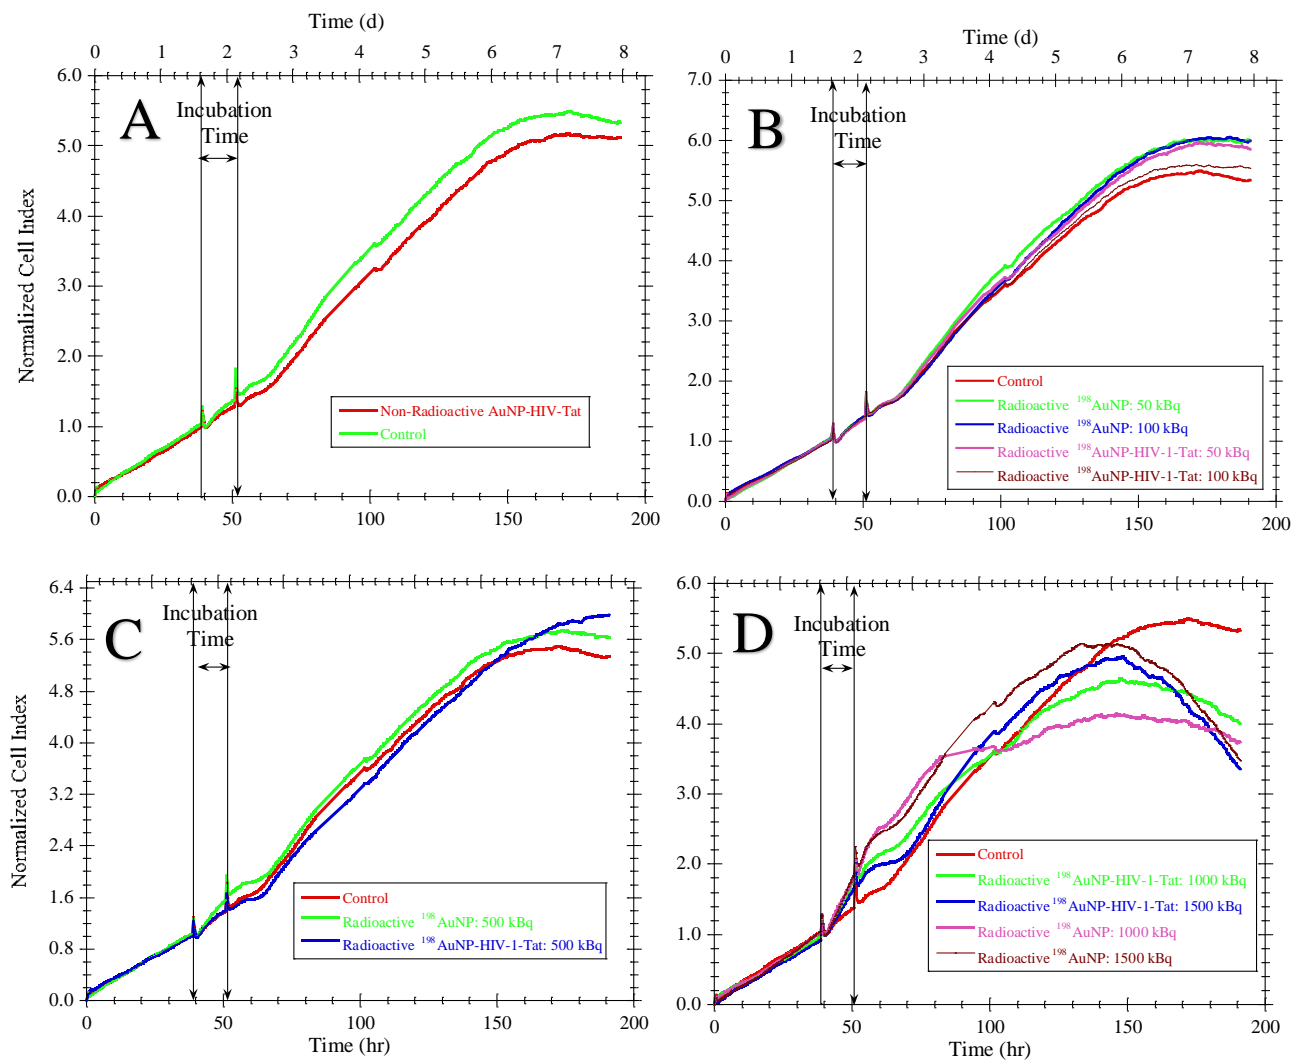 Time (d)
0 1 2 3 4 5 6 7 8
6.0
5.0
4.0
3.0
2.0
1.0
0.0
Normalized Cell Index
A
Incubation
Time
Non-Radioactive AuNP-HIV-Tat
Control
0 50 100 150 200
Time (d)
0 1 2 3 4 5 6 7 8
7.0
6.0
5.0
4.0
3.0
2.0
1.0
0.0
B
Incubation
Time
Control
Radioactive ¹⁹⁸AuNP: 50 kBq
Radioactive ¹⁹⁸AuNP: 100 kBq
Radioactive ¹⁹⁸AuNP-HIV-1-Tat: 50 kBq
Radioactive ¹⁹⁸AuNP-HIV-1-Tat: 100 kBq
0 50 100 150 200
6.4
5.6
4.8
4.0
3.2
2.4
1.6
0.8
0.0
Normalized Cell Index
C
Incubation
Time
Control
Radioactive ¹⁹⁸AuNP: 500 kBq
Radioactive ¹⁹⁸AuNP-HIV-1-Tat: 500 kBq
0 50 100 150 200
Time (hr)
6.0
5.0
4.0
3.0
2.0
1.0
0.0
D
Incubation
Time
Control
Radioactive ¹⁹⁸AuNP-HIV-1-Tat: 1000 kBq
Radioactive ¹⁹⁸AuNP-HIV-1-Tat: 1500 kBq
Radioactive ¹⁹⁸AuNP: 1000 kBq
Radioactive ¹⁹⁸AuNP: 1500 kBq
0 50 100 150 200
Time (hr)